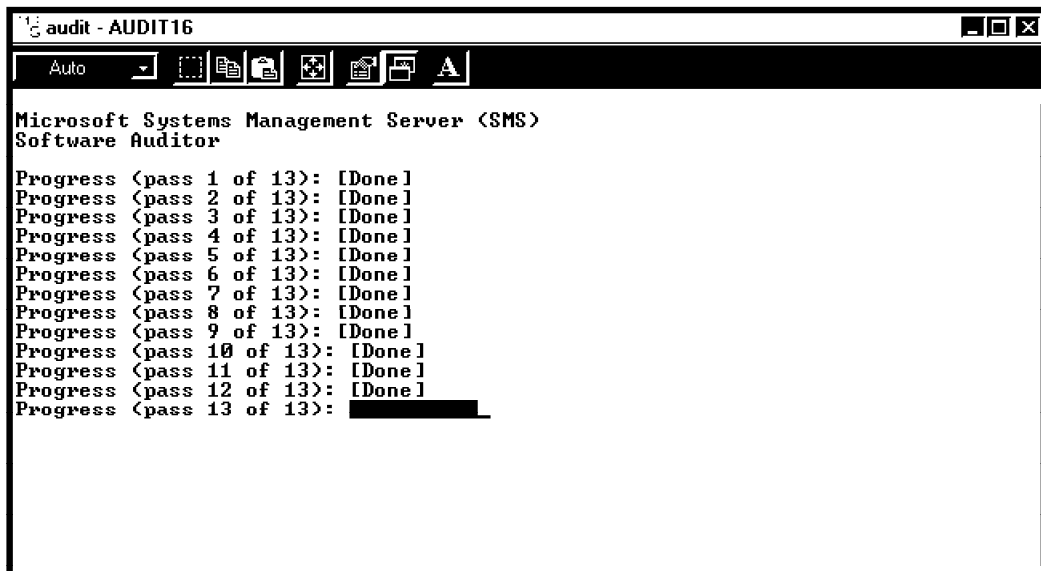 audit - AUDIT16
Auto
A
Microsoft Systems Management Server (SMS)
Software Auditor
Progress (pass 1 of 13): [Done]
Progress (pass 2 of 13): [Done]
Progress (pass 3 of 13): [Done]
Progress (pass 4 of 13): [Done]
Progress (pass 5 of 13): [Done]
Progress (pass 6 of 13): [Done]
Progress (pass 7 of 13): [Done]
Progress (pass 8 of 13): [Done]
Progress (pass 9 of 13): [Done]
Progress (pass 10 of 13): [Done]
Progress (pass 11 of 13): [Done]
Progress (pass 12 of 13): [Done]
Progress (pass 13 of 13):